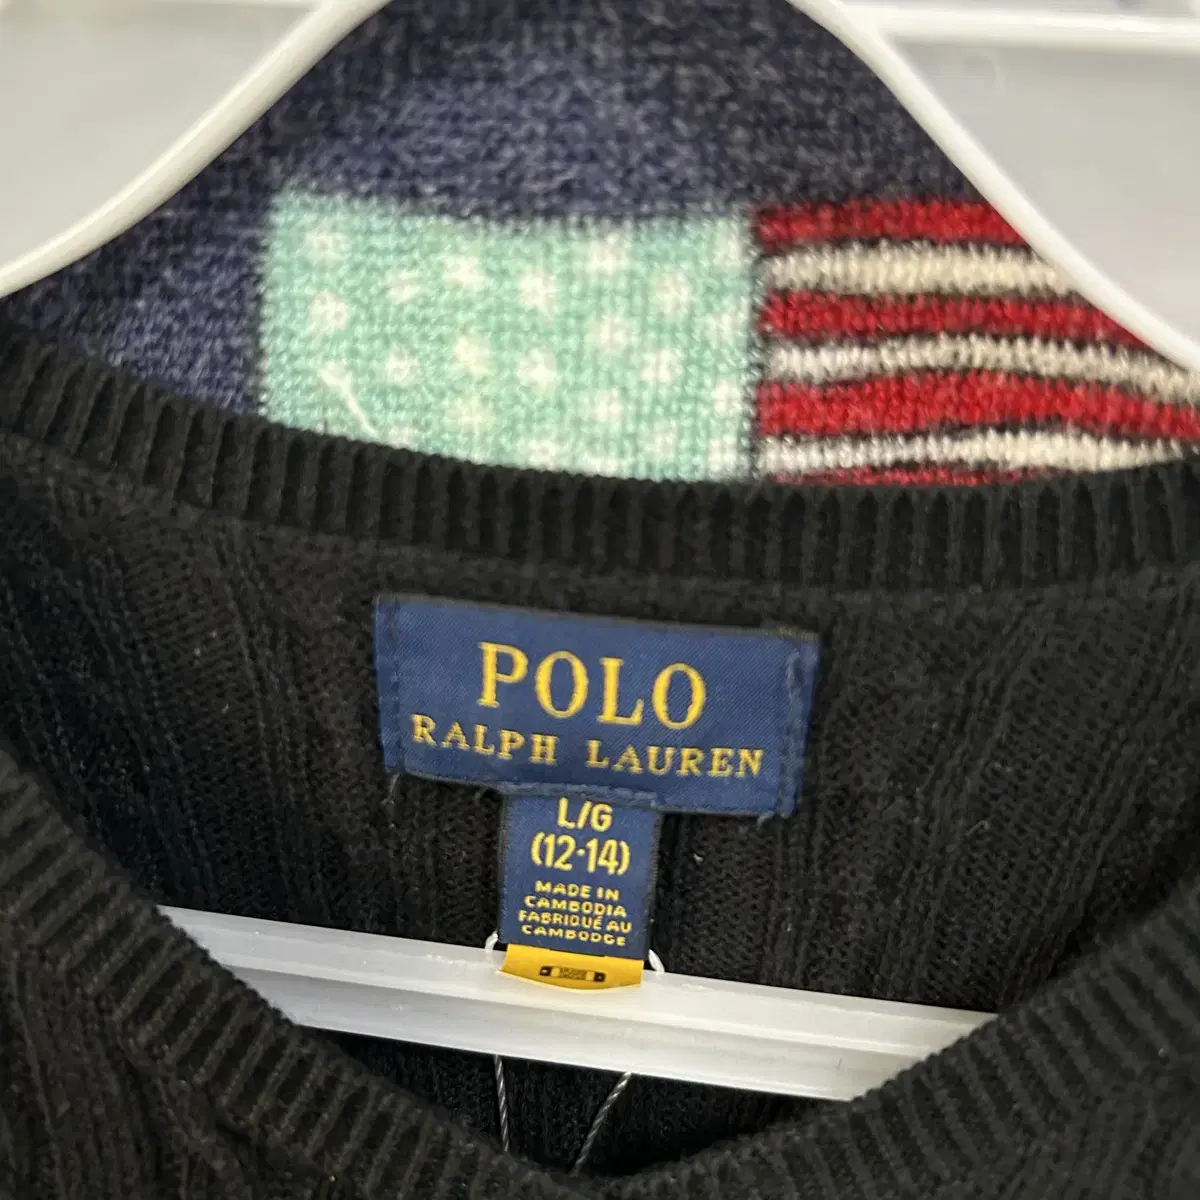 POLO
RALPH LAUREN
L/G
(12-14)
MADE IN
CAMBODIA
FABRIQUÉ AU
CAMBODGE